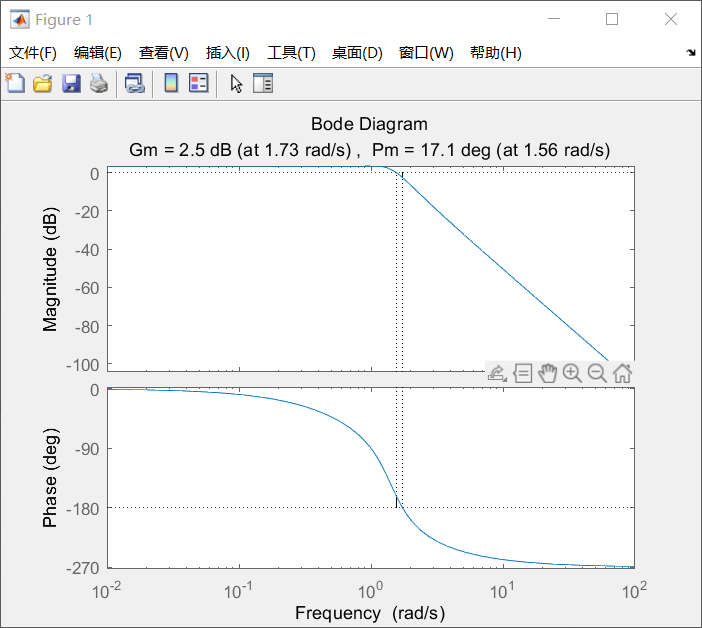 Figure 1
文件(F) 编辑(E) 查看(V) 插入(I) 工具(T) 桌面(D) 窗口(W) 帮助(H)
Bode Diagram
Gm = 2.5 dB (at 1.73 rad/s) , Pm = 17.1 deg (at 1.56 rad/s)
Magnitude (dB)
0
-20
-40
-60
-80
-100
Phase (deg)
0
-90
-180
-270
10^-2 10^-1 10^0 10^1 10^2
Frequency (rad/s)